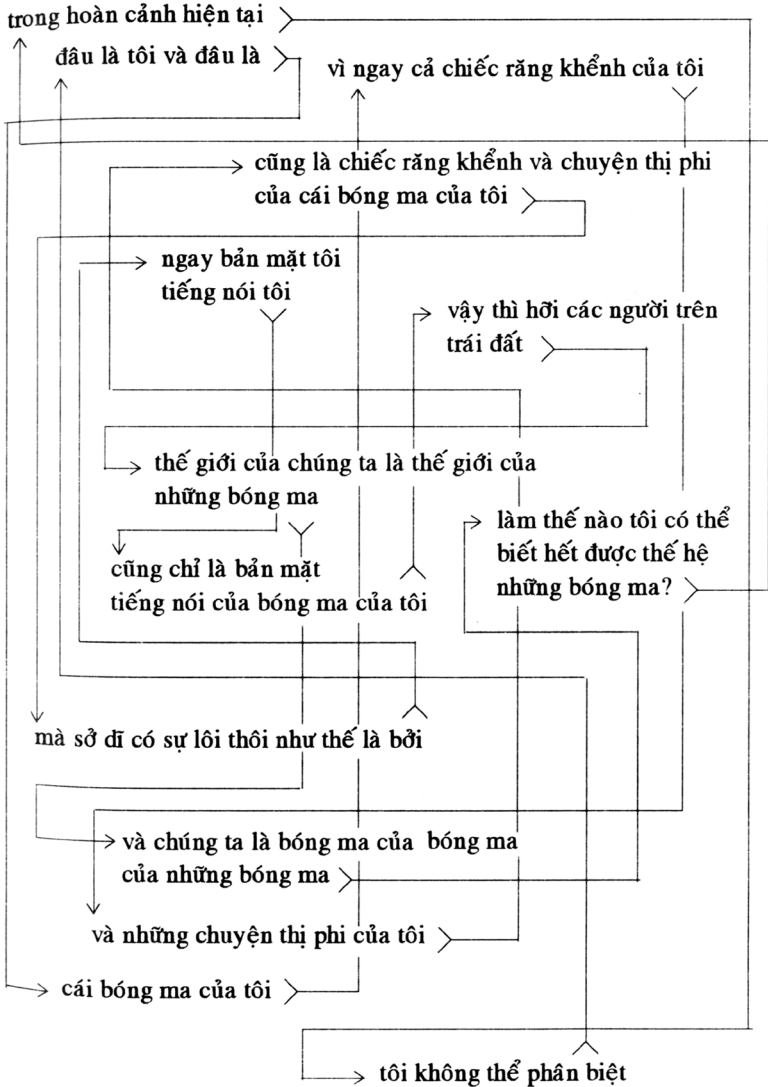 trong hoàn cảnh hiện tại
đâu là tôi và đâu là
vì ngay cả chiếc răng khểnh của tôi
cũng là chiếc răng khểnh và chuyện thị phi
của cái bóng ma của tôi
ngay bản mặt tôi
tiếng nói tôi
vậy thì hỡi các người trên
trái đất
thế giới của chúng ta là thế giới của
những bóng ma
làm thế nào tôi có thể
biết hết được thế hệ
những bóng ma?
cũng chỉ là bản mặt
tiếng nói của bóng ma của tôi
mà sở dĩ có sự lôi thôi như thế là bởi
và chúng ta là bóng ma của bóng ma
của những bóng ma
và những chuyện thị phi của tôi
cái bóng ma của tôi
tôi không thể phân biệt